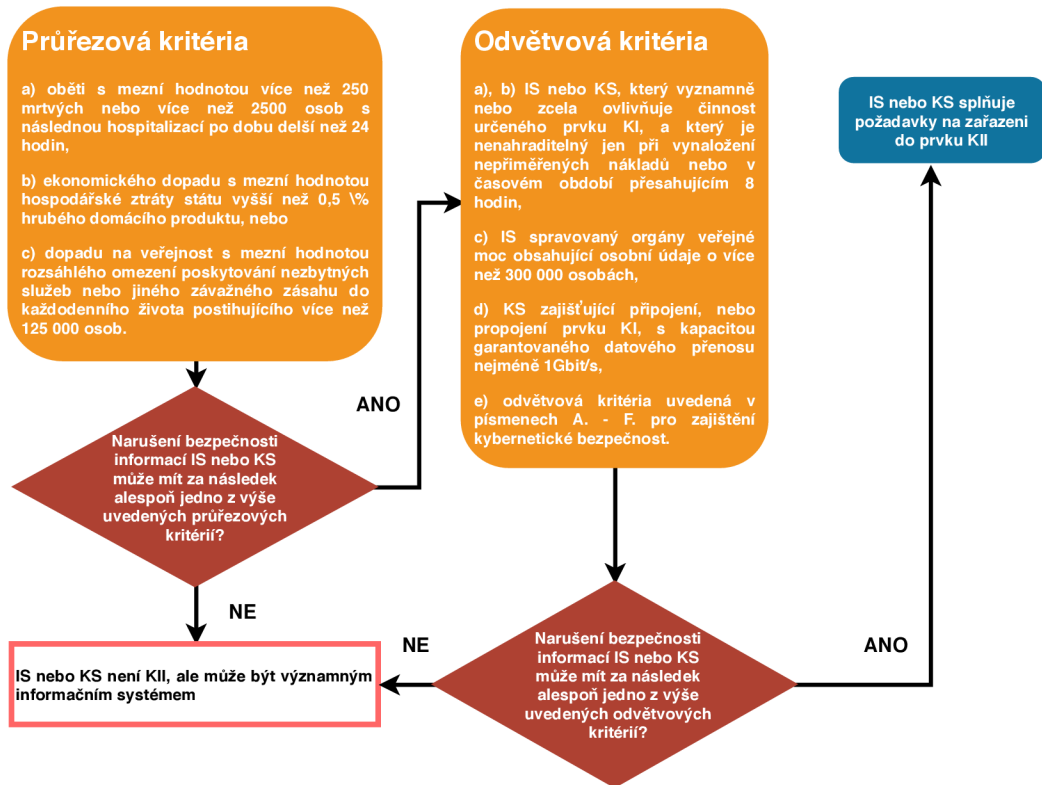 Průřezová kritéria
a) oběti s mezní hodnotou více než 250
mrtvých nebo více než 2500 osob s
následnou hospitalizací po dobu delší než 24
hodin,
b) ekonomického dopadu s mezní hodnotou
hospodářské ztráty státu vyšší než 0,5 \%
hrubého domácího produktu, nebo
c) dopadu na veřejnost s mezní hodnotou
rozsáhlého omezení poskytování nezbytných
služeb nebo jiného závažného zásahu do
každodenního života postihujícího více než
125 000 osob.
Narušení bezpečnosti
informací IS nebo KS
může mít za následek
alespoň jedno z výše
uvedených průřezových
kritérií?
ANO
NE
Odvětvová kritéria
a), b) IS nebo KS, který vyznamně
nebo zcela ovlivňuje činnost
určeného prvku KI, a který je
nenahraditelný jen při vynaložení
nepřiměřených nákladů nebo v
časovém období přesahujícím 8
hodin,
c) IS spravovaný orgány veřejné
moc obsahující osobní údaje o více
než 300 000 osobách,
d) KS zajišťující připojení, nebo
propojení prvku KI, s kapacitou
garantovaného datového přenosu
nejméně 1Gbit/s,
e) odvětvová kritéria uvedená v
písmenech A. - F. pro zajištění
kybernetické bezpečnost.
Narušení bezpečnosti
informací IS nebo KS
může mít za následek
alespoň jedno z výše
uvedených odvětvových
kritérií?
NE
ANO
IS nebo KS není KII, ale může být významným
informačním systémem
IS nebo KS splňuje
požadavky na zařazeni
do prvku KII